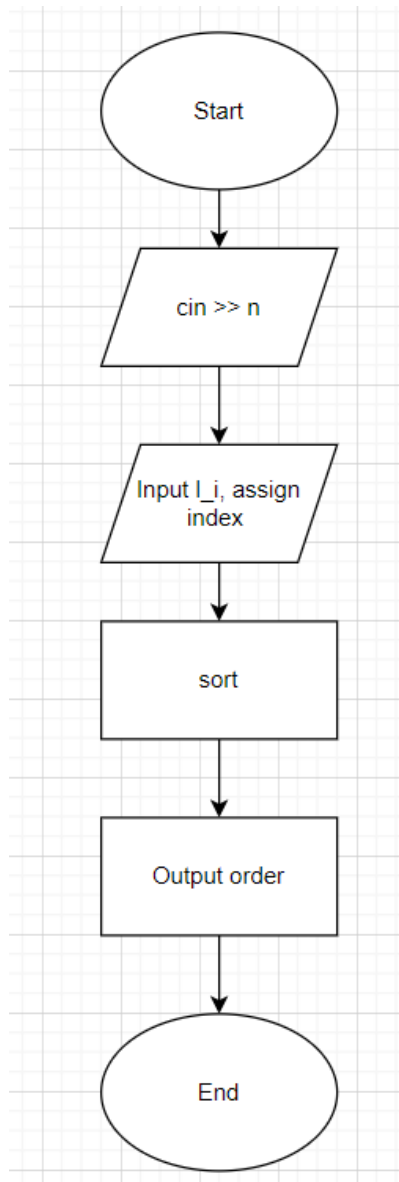 Start
cin >> n
Input l_i, assign
index
sort
Output order
End